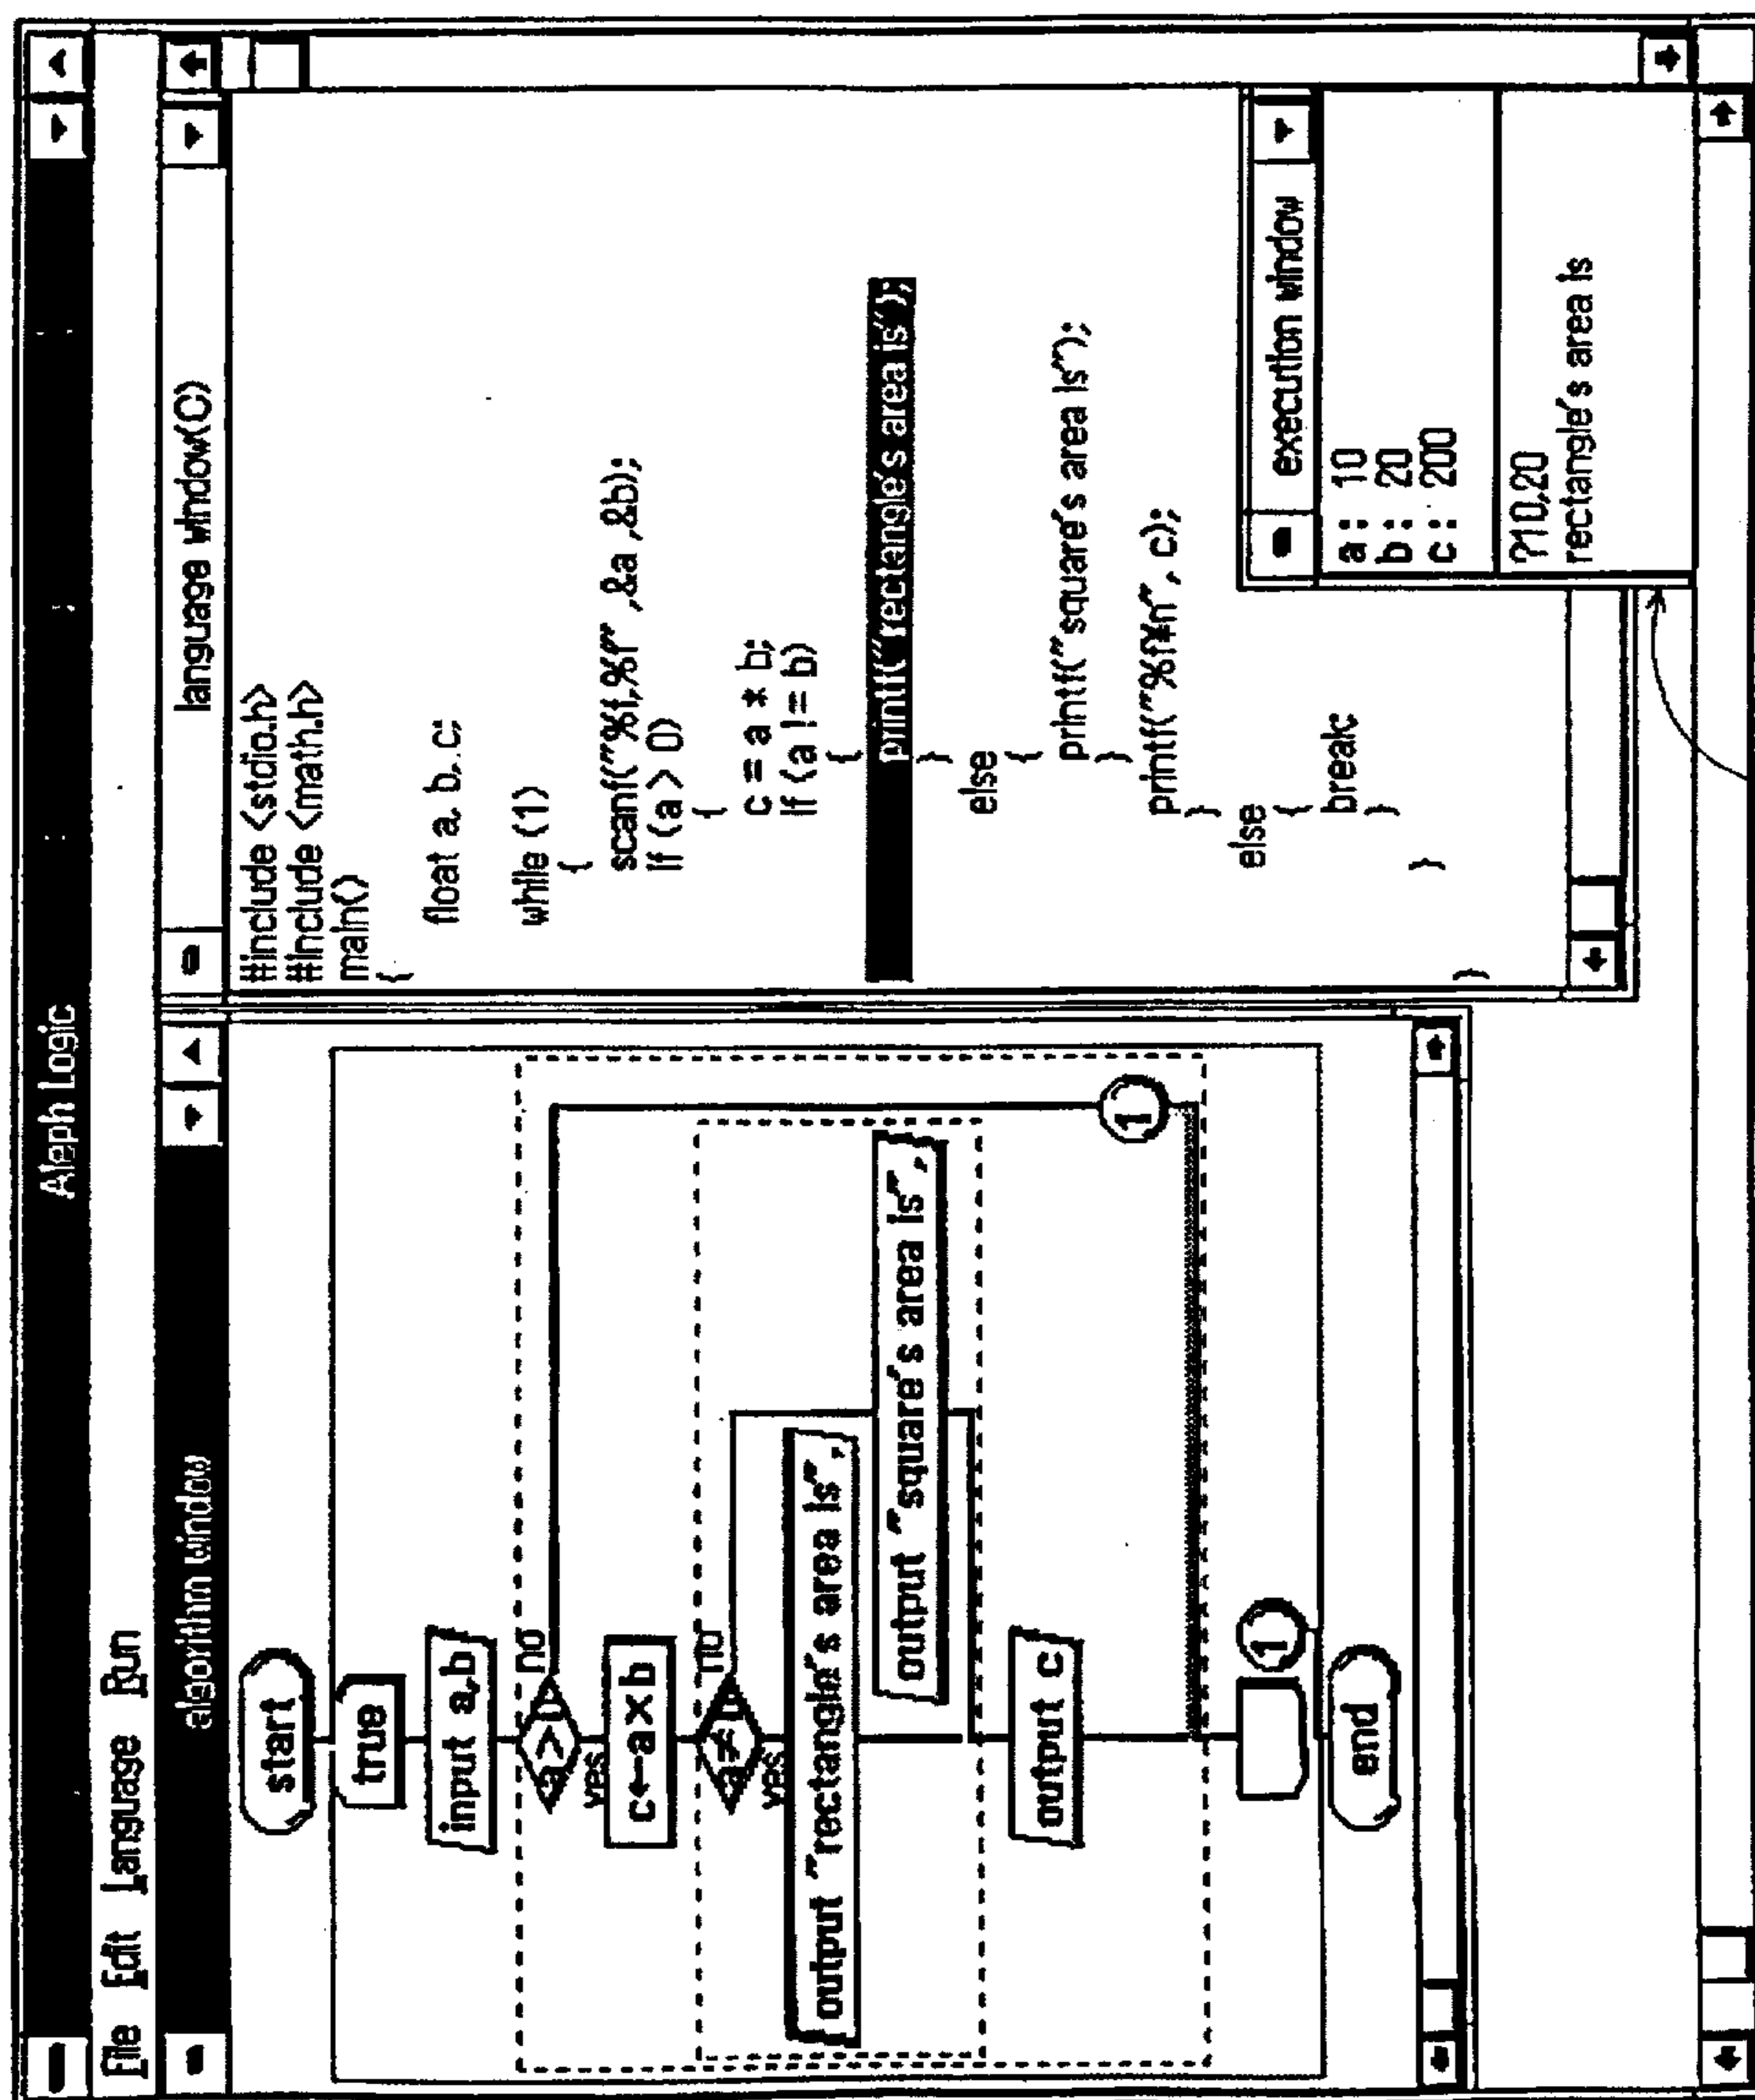 Aleph Logic
File Edit Language Run
algorithm window
start
true
input a,b
a>0
no
yes
c←a×b
no
yes
output "rectangle's area is",
output "square's area is",
output c
1
1
end
language window(C)
#include <stdio.h>
#include <math.h>
main()
{
float a, b, c;
while (1)
{
scanf("%f,%f" ,&a ,&b);
if (a > 0)
{
c = a * b;
if (a != b)
{
printf("rectangle's area is");
}
else
{
printf("square's area is");
}
printf("%f¥n", c);
}
else
{
break;
}
}
}
execution window
a : 10
b : 20
c : 200
?10,20
rectangle's area is